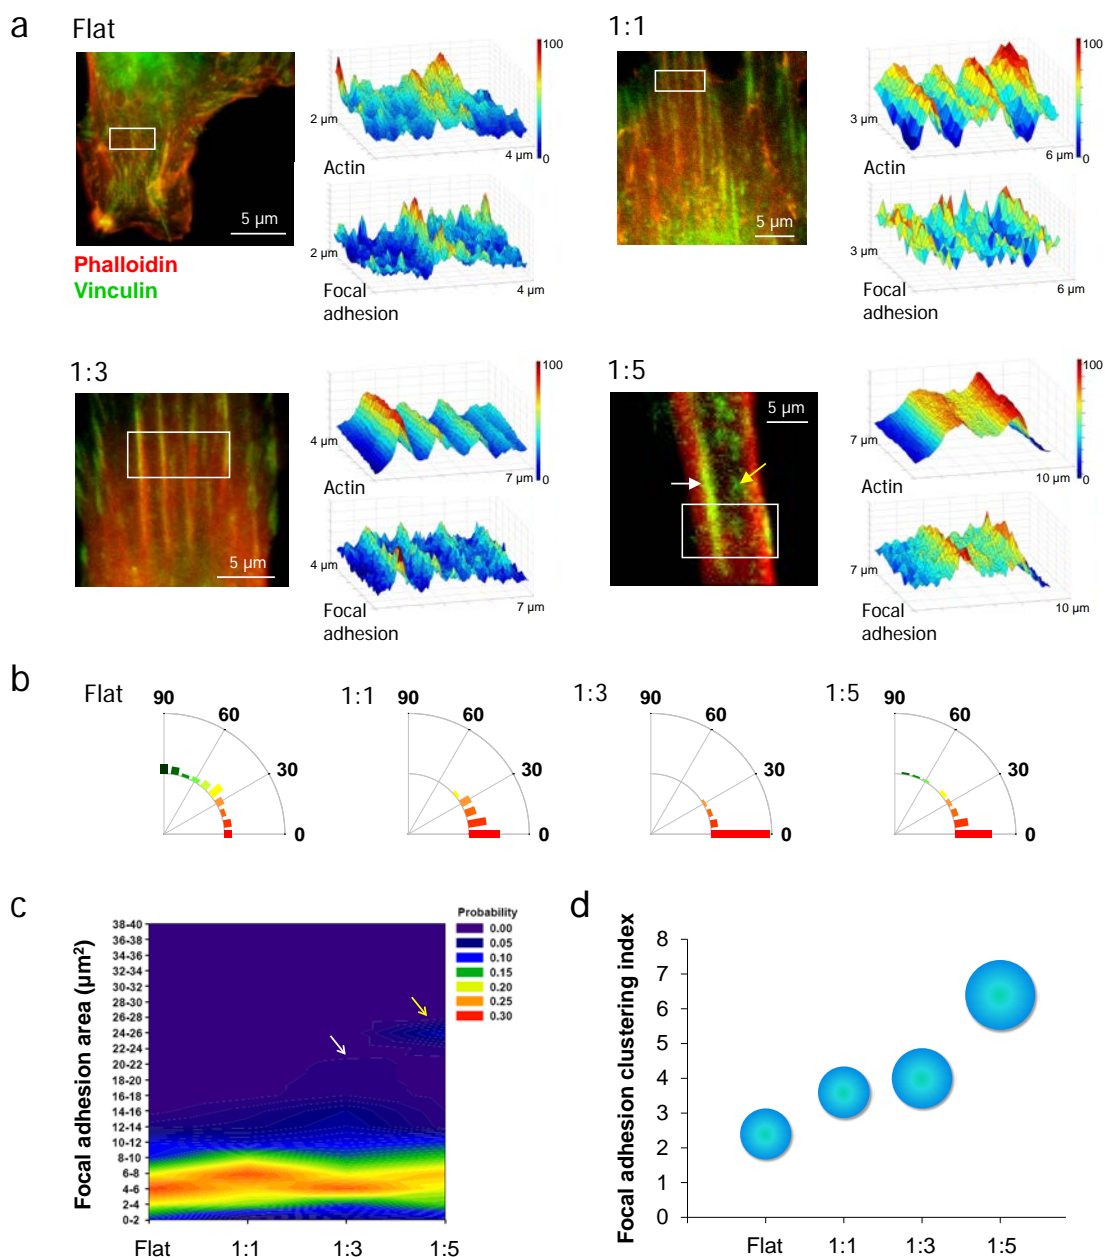 a
Flat
5 µm
Phalloidin
Vinculin
100
0
2 µm
4 µm
Actin
2 µm
4 µm
Focal
adhesion
1:1
5 µm
100
0
3 µm
6 µm
Actin
3 µm
6 µm
Focal
adhesion
1:3
5 µm
100
0
4 µm
7 µm
Actin
4 µm
7 µm
Focal
adhesion
1:5
5 µm
100
0
7 µm
10 µm
Actin
7 µm
10 µm
Focal
adhesion
b
Flat
90
60
30
0
1:1
90
60
30
0
1:3
90
60
30
0
1:5
90
60
30
0
c
Focal adhesion area (µm²)
38-40
36-38
34-36
32-34
30-32
28-30
26-28
24-26
22-24
20-22
18-20
16-18
14-16
12-14
10-12
8-10
6-8
4-6
2-4
0-2
Flat
1:1
1:3
1:5
Probability
0.00
0.05
0.10
0.15
0.20
0.25
0.30
d
Focal adhesion clustering index
8
7
6
5
4
3
2
1
0
Flat
1:1
1:3
1:5